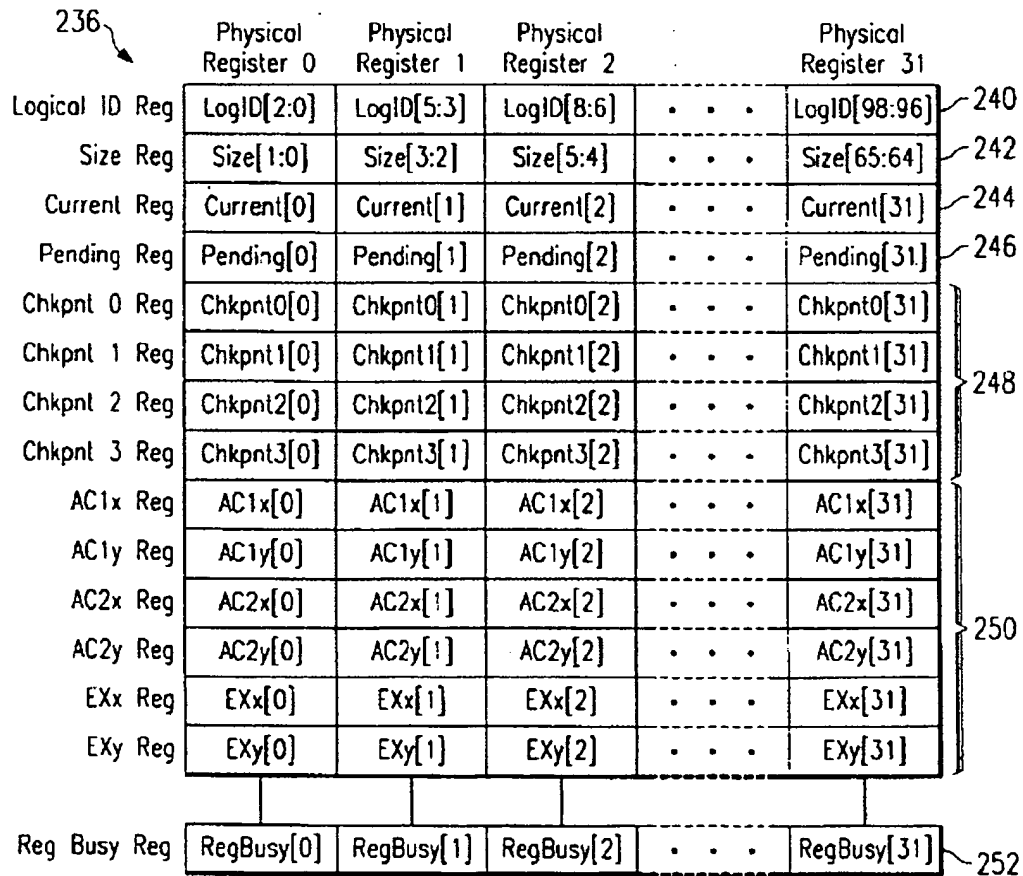 236
Physical Register 0 Physical Register 1 Physical Register 2 Physical Register 31
Logical ID Reg LogID[2:0] LogID[5:3] LogID[8:6] . . . LogID[98:96] 240
Size Reg Size[1:0] Size[3:2] Size[5:4] . . . Size[65:64] 242
Current Reg Current[0] Current[1] Current[2] . . . Current[31] 244
Pending Reg Pending[0] Pending[1] Pending[2] . . . Pending[31] 246
Chkpnt 0 Reg Chkpnt0[0] Chkpnt0[1] Chkpnt0[2] . . . Chkpnt0[31]
Chkpnt 1 Reg Chkpnt1[0] Chkpnt1[1] Chkpnt1[2] . . . Chkpnt1[31]
248
Chkpnt 2 Reg Chkpnt2[0] Chkpnt2[1] Chkpnt2[2] . . . Chkpnt2[31]
Chkpnt 3 Reg Chkpnt3[0] Chkpnt3[1] Chkpnt3[2] . . . Chkpnt3[31]
AC1x Reg AC1x[0] AC1x[1] AC1x[2] . . . AC1x[31]
AC1y Reg AC1y[0] AC1y[1] AC1y[2] . . . AC1y[31]
AC2x Reg AC2x[0] AC2x[1] AC2x[2] . . . AC2x[31]
250
AC2y Reg AC2y[0] AC2y[1] AC2y[2] . . . AC2y[31]
EXx Reg EXx[0] EXx[1] EXx[2] . . . EXx[31]
EXy Reg EXy[0] EXy[1] EXy[2] . . . EXy[31]
Reg Busy Reg RegBusy[0] RegBusy[1] RegBusy[2] . . . RegBusy[31] 252